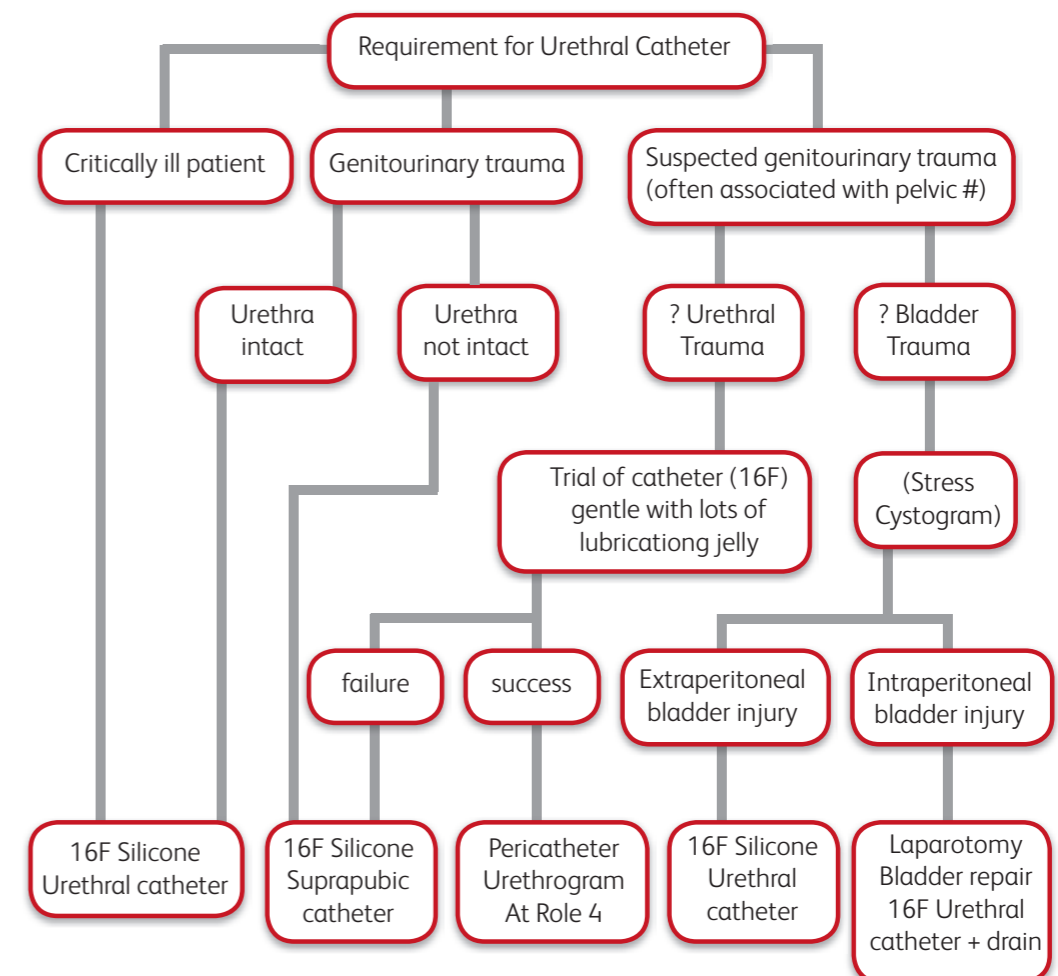 Requirement for Urethral Catheter
Critically ill patient
Genitourinary trauma
Suspected genitourinary trauma
(often associated with pelvic #)
Urethra
intact
Urethra
not intact
? Urethral
Trauma
? Bladder
Trauma
Trial of catheter (16F)
gentle with lots of
lubricationg jelly
(Stress
Cystogram)
failure
success
Extraperitoneal
bladder injury
Intraperitoneal
bladder injury
16F Silicone
Urethral catheter
16F Silicone
Suprapubic
catheter
Pericatheter
Urethrogram
At Role 4
16F Silicone
Urethral
catheter
Laparotomy
Bladder repair
16F Urethral
catheter + drain